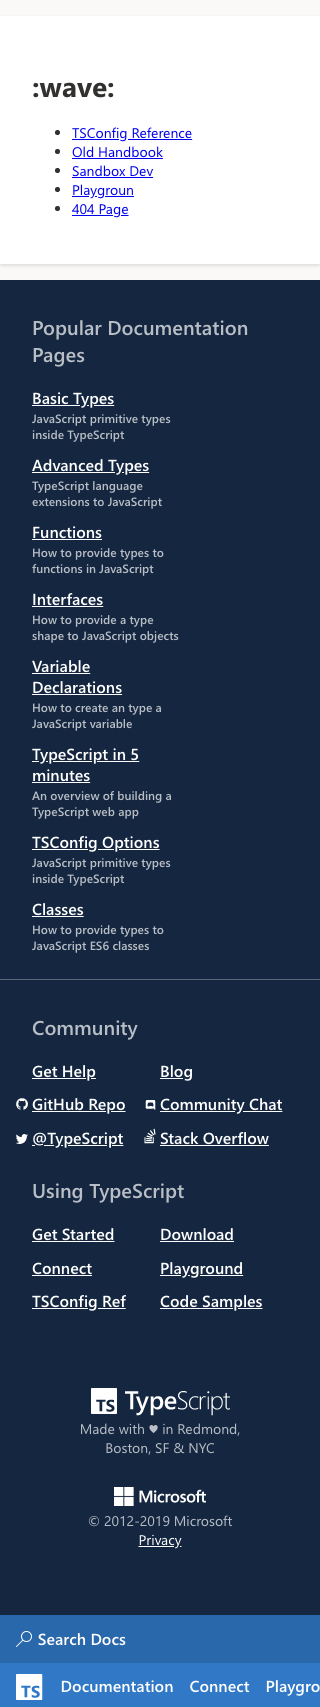 :wave:
TSConfig Reference
Old Handbook
Sandbox Dev
Playgroun
404 Page
Popular Documentation
Pages
Basic Types
JavaScript primitive types
inside TypeScript
Advanced Types
TypeScript language
extensions to JavaScript
Functions
How to provide types to
functions in JavaScript
Interfaces
How to provide a type
shape to JavaScript objects
Variable
Declarations
How to create an type a
JavaScript variable
TypeScript in 5
minutes
An overview of building a
TypeScript web app
TSConfig Options
JavaScript primitive types
inside TypeScript
Classes
How to provide types to
JavaScript ES6 classes
Community
Get Help Blog
GitHub Repo Community Chat
@TypeScript Stack Overflow
Using TypeScript
Get Started Download
Connect Playground
TSConfig Ref Code Samples
TS TypeScript
Made with ♥ in Redmond,
Boston, SF & NYC
Microsoft
© 2012-2019 Microsoft
Privacy
Search Docs
TS Documentation Connect Playgro